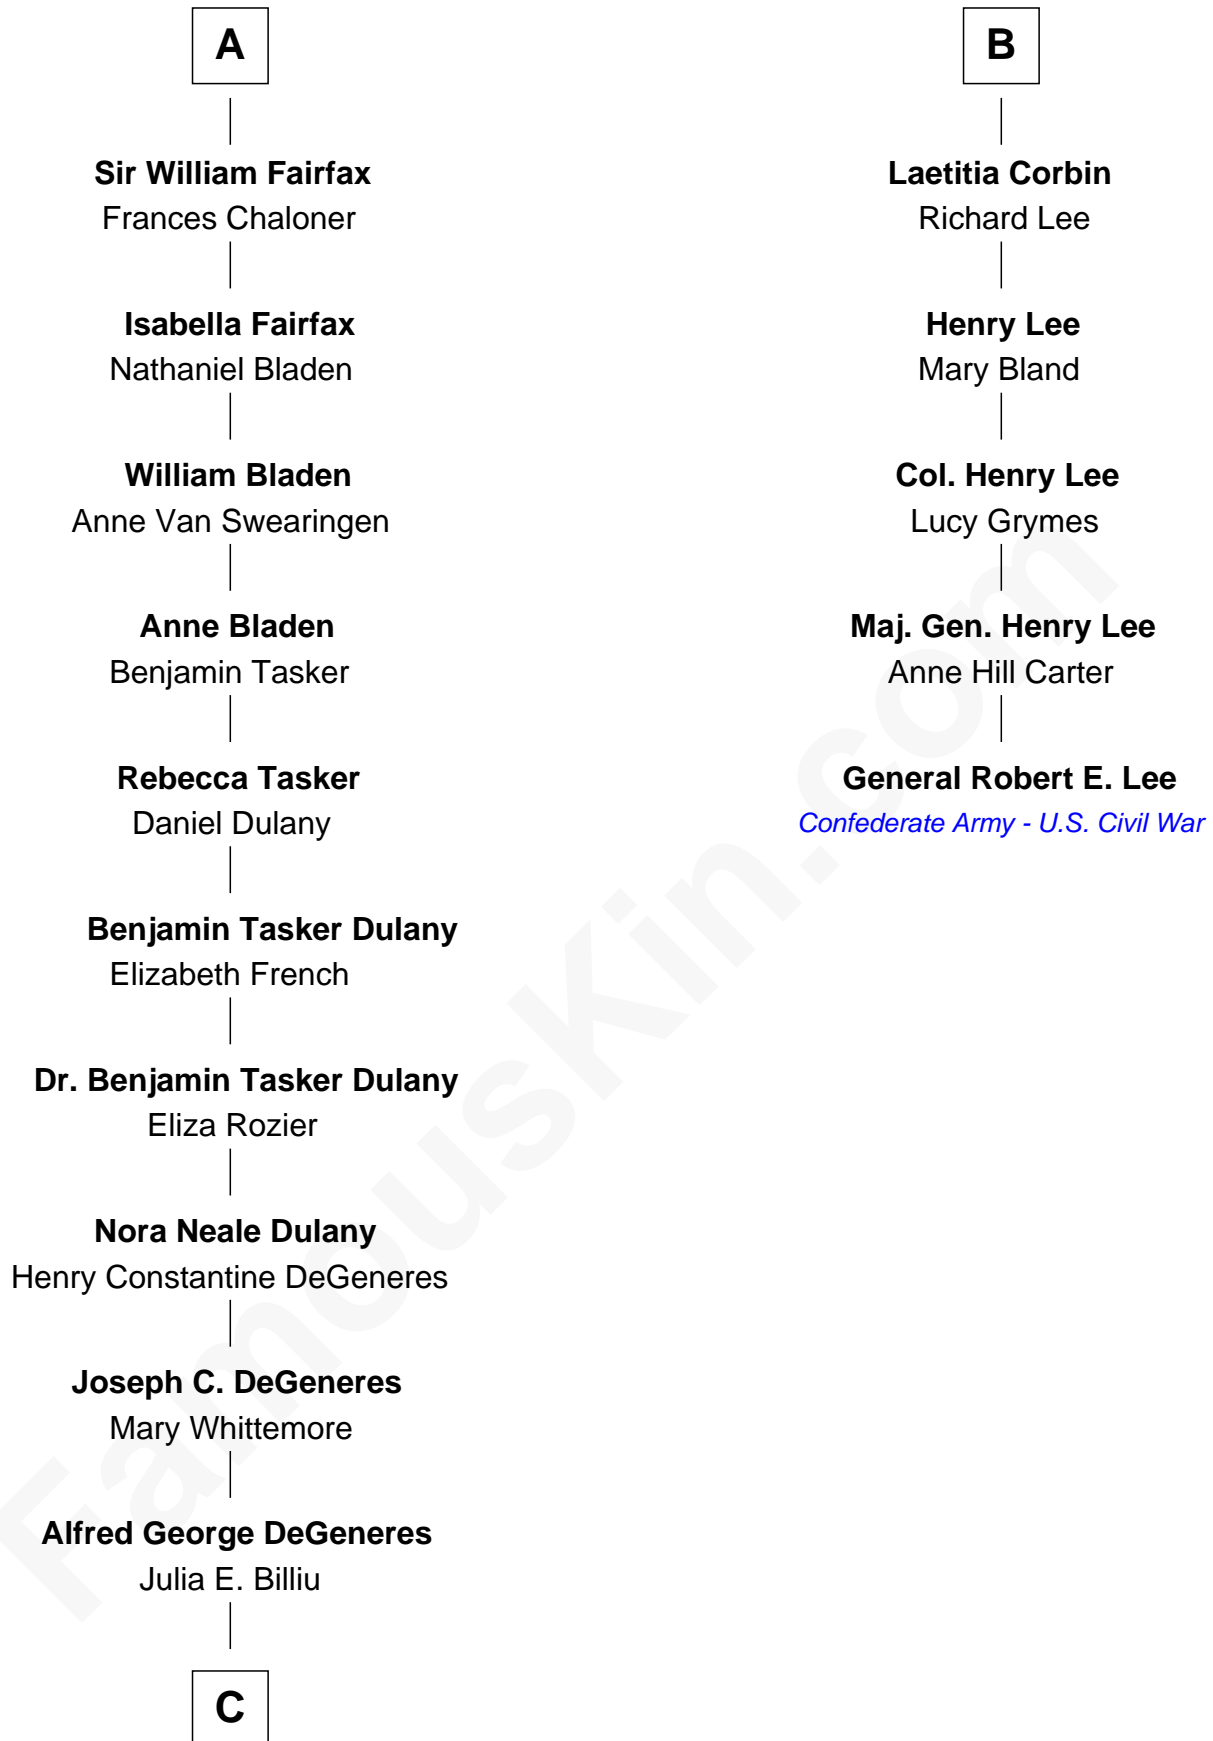 A
Sir William Fairfax
Frances Chaloner
Isabella Fairfax
Nathaniel Bladen
William Bladen
Anne Van Swearingen
Anne Bladen
Benjamin Tasker
Rebecca Tasker
Daniel Dulany
Benjamin Tasker Dulany
Elizabeth French
Dr. Benjamin Tasker Dulany
Eliza Rozier
Nora Neale Dulany
Henry Constantine DeGeneres
Joseph C. DeGeneres
Mary Whittemore
Alfred George DeGeneres
Julia E. Billiu
C
B
Laetitia Corbin
Richard Lee
Henry Lee
Mary Bland
Col. Henry Lee
Lucy Grymes
Maj. Gen. Henry Lee
Anne Hill Carter
General Robert E. Lee
Confederate Army - U.S. Civil War
FamousKin.com